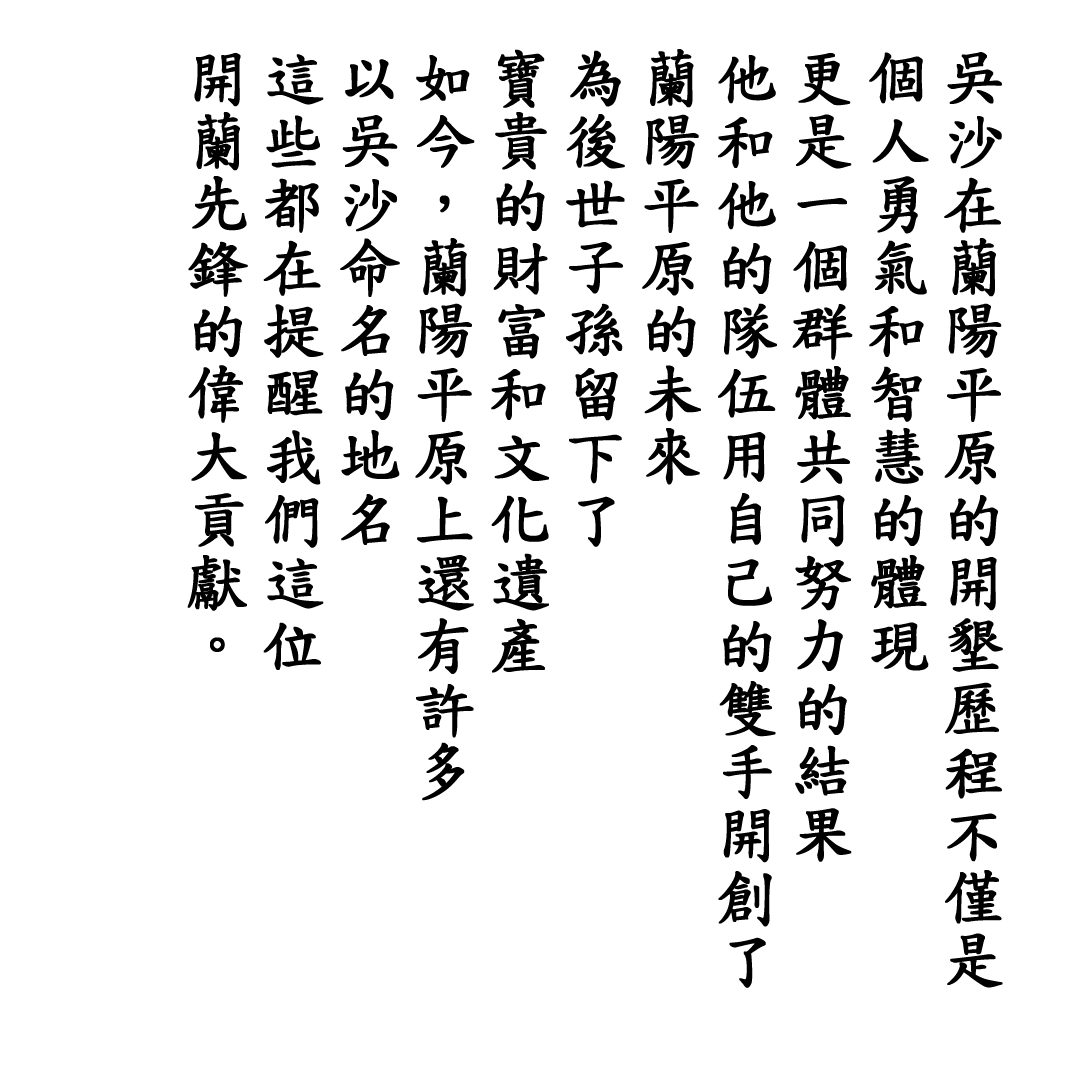 吳沙在蘭陽平原的開墾歷程不僅是
個人勇氣和智慧的體現
更是一個群體共同努力的結果
他和他的隊伍用自己的雙手開創了
蘭陽平原的未來
為後世子孫留下了
寶貴的財富和文化遺產
如今，蘭陽平原上還有許多
以吳沙命名的地名
這些都在提醒我們這位
開蘭先鋒的偉大貢獻。